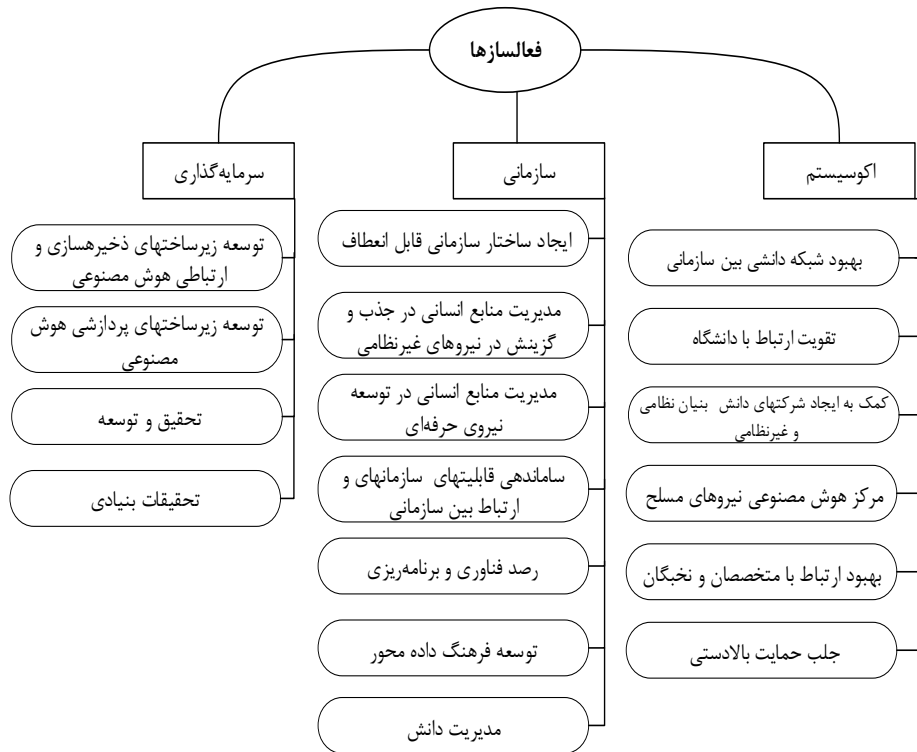 فعالسازها
اکوسیستم
بهبود شبکه دانشی بین سازمانی
تقویت ارتباط با دانشگاه
کمک به ایجاد شرکتهای دانش بنیان نظامی
و غیرنظامی
مرکز هوش مصنوعی نیروهای مسلح
بهبود ارتباط با متخصصان و نخبگان
جلب حمایت بالادستی
سازمانی
ایجاد ساختار سازمانی قابل انعطاف
مدیریت منابع انسانی در جذب و
گزینش در نیروهای غیرنظامی
مدیریت منابع انسانی در توسعه
نیروی حرفه‌ای
ساماندهی قابلیتهای سازمانهای و
ارتباط بین سازمانی
رصد فناوری و برنامه‌ریزی
توسعه فرهنگ داده محور
مدیریت دانش
سرمایه‌گذاری
توسعه زیرساختهای ذخیرهسازی و
ارتباطی هوش مصنوعی
توسعه زیرساختهای پردازشی هوش
مصنوعی
تحقیق و توسعه
تحقیقات بنیادی